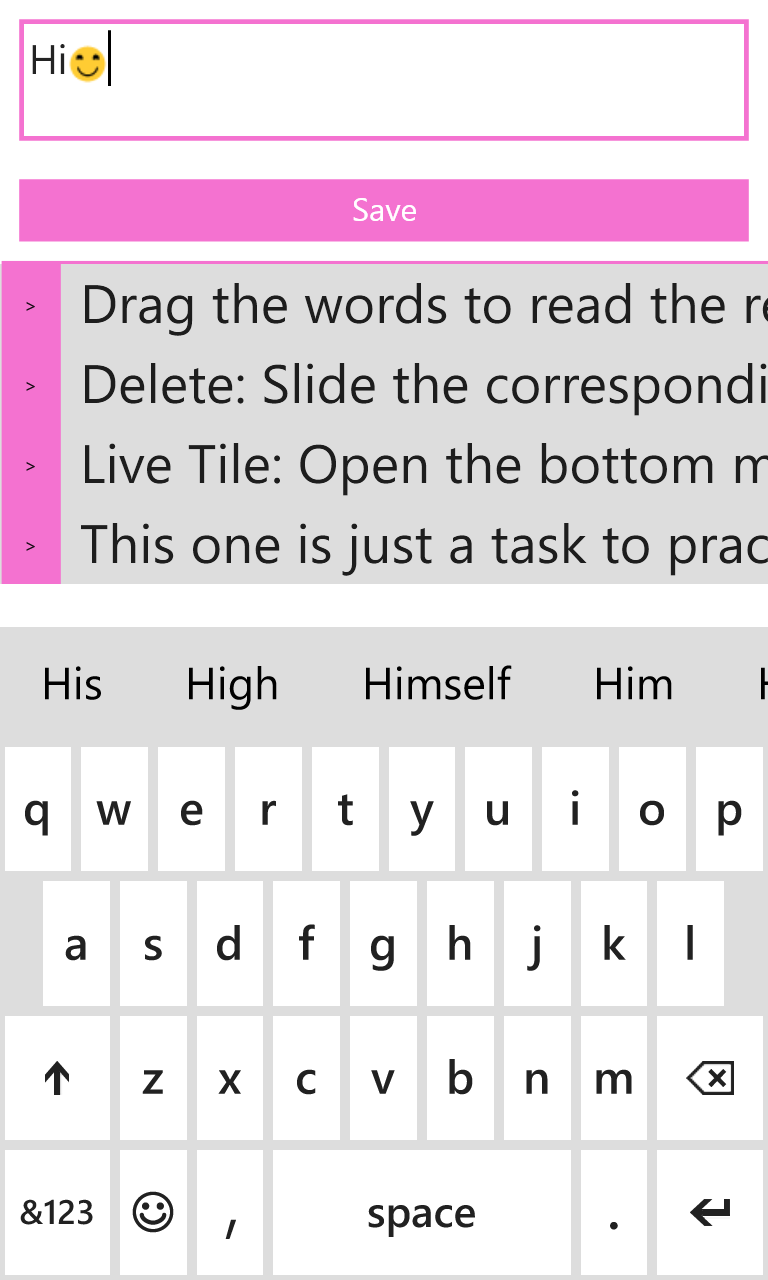 Hi😊
Save
> Drag the words to read the re
> Delete: Slide the correspondi
> Live Tile: Open the bottom m
> This one is just a task to prac
His High Himself Him H
q w e r t y u i o p
a s d f g h j k l
z x c v b n m
&123 , space .